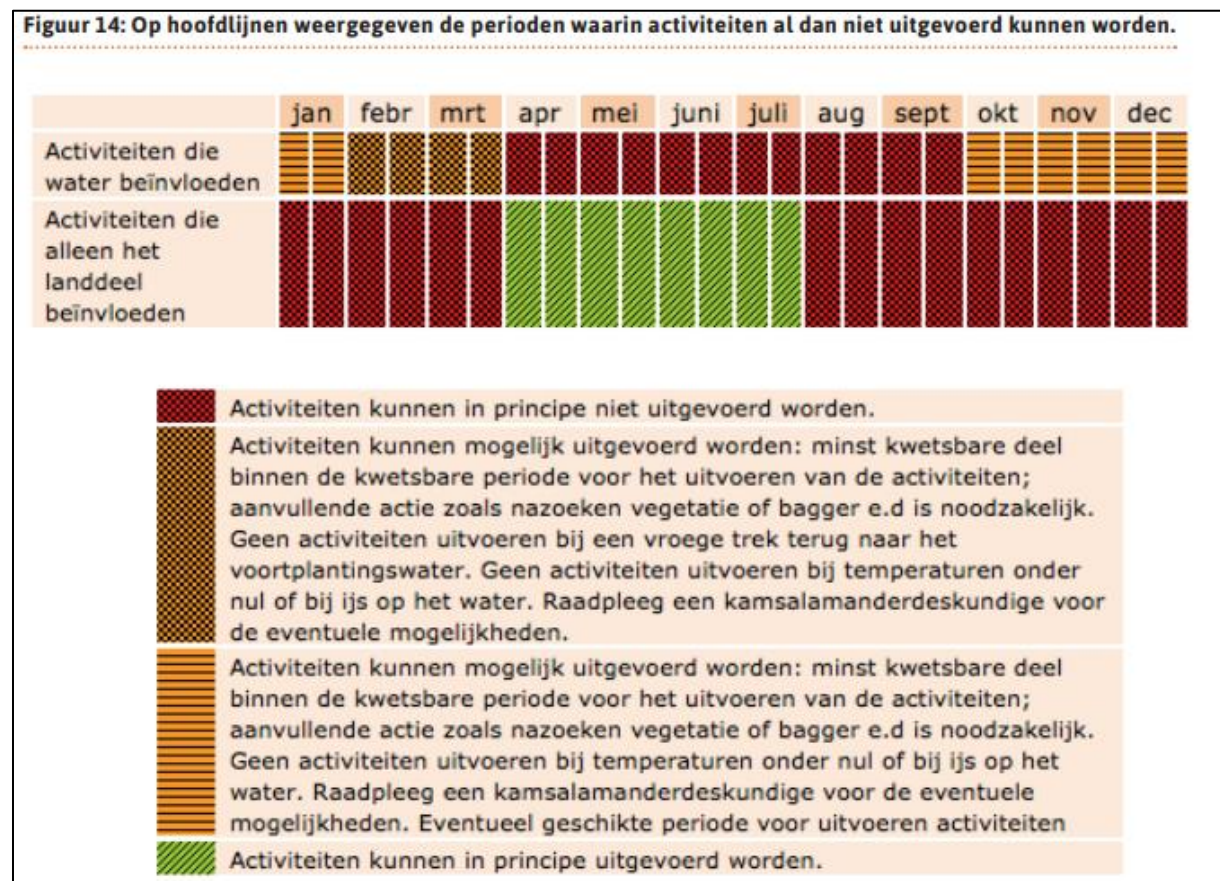 Figuur 14: Op hoofdlijnen weergegeven de perioden waarin activiteiten al dan niet uitgevoerd kunnen worden.
jan febr mrt apr mei juni juli aug sept okt nov dec
Activiteiten die
water beïnvloeden
Activiteiten die
alleen het
landdeel
beïnvloeden
Activiteiten kunnen in principe niet uitgevoerd worden.
Activiteiten kunnen mogelijk uitgevoerd worden: minst kwetsbare deel
binnen de kwetsbare periode voor het uitvoeren van de activiteiten;
aanvullende actie zoals nazoeken vegetatie of bagger e.d is noodzakelijk.
Geen activiteiten uitvoeren bij een vroege trek terug naar het
voortplantingswater. Geen activiteiten uitvoeren bij temperaturen onder
nul of bij ijs op het water. Raadpleeg een kamsalamanderdeskundige voor
de eventuele mogelijkheden.
Activiteiten kunnen mogelijk uitgevoerd worden: minst kwetsbare deel
binnen de kwetsbare periode voor het uitvoeren van de activiteiten;
aanvullende actie zoals nazoeken vegetatie of bagger e.d is noodzakelijk.
Geen activiteiten uitvoeren bij temperaturen onder nul of bij ijs op het
water. Raadpleeg een kamsalamanderdeskundige voor de eventuele
mogelijkheden. Eventueel geschikte periode voor uitvoeren activiteiten
Activiteiten kunnen in principe uitgevoerd worden.